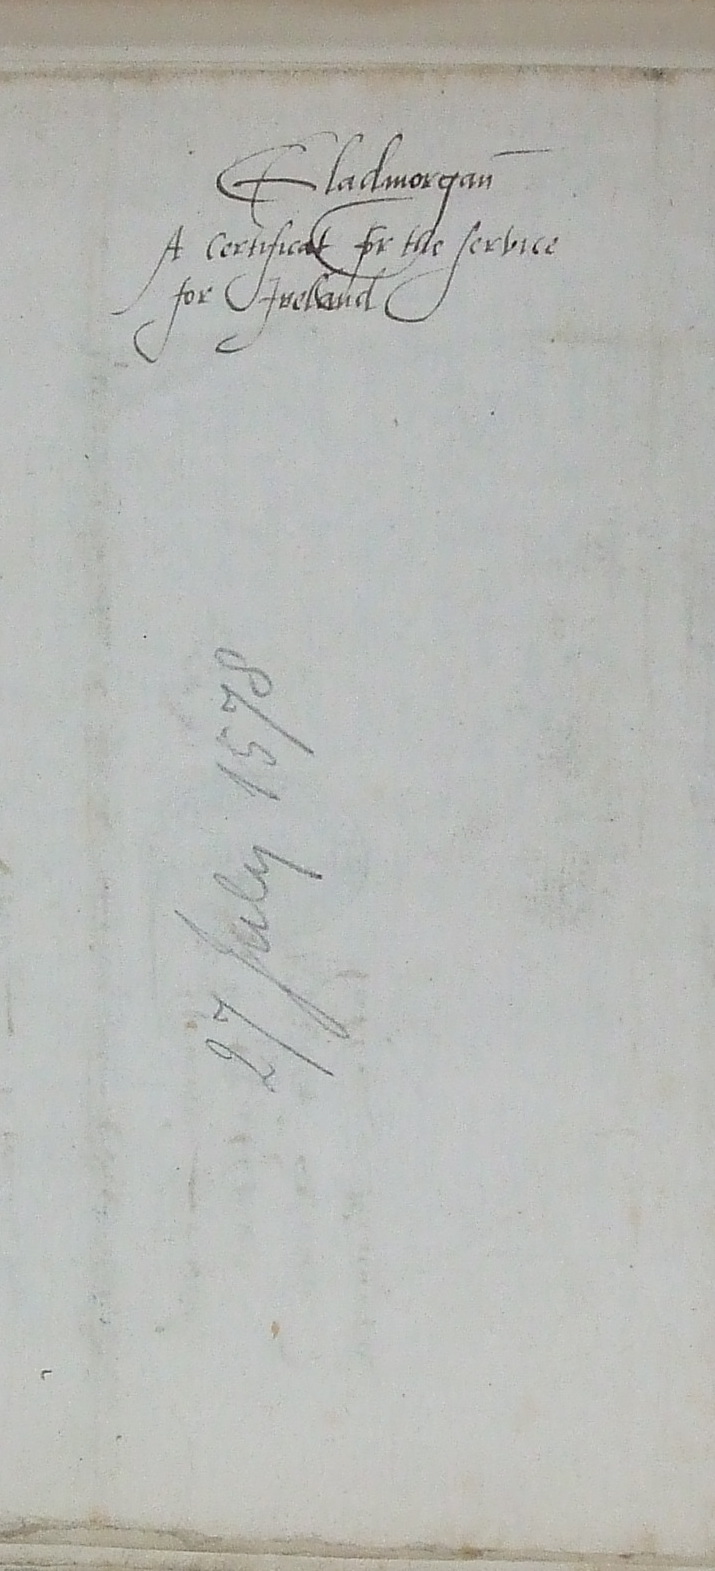 Gladmorgan
A Certificat for the service
for Ireland
27 July 1578